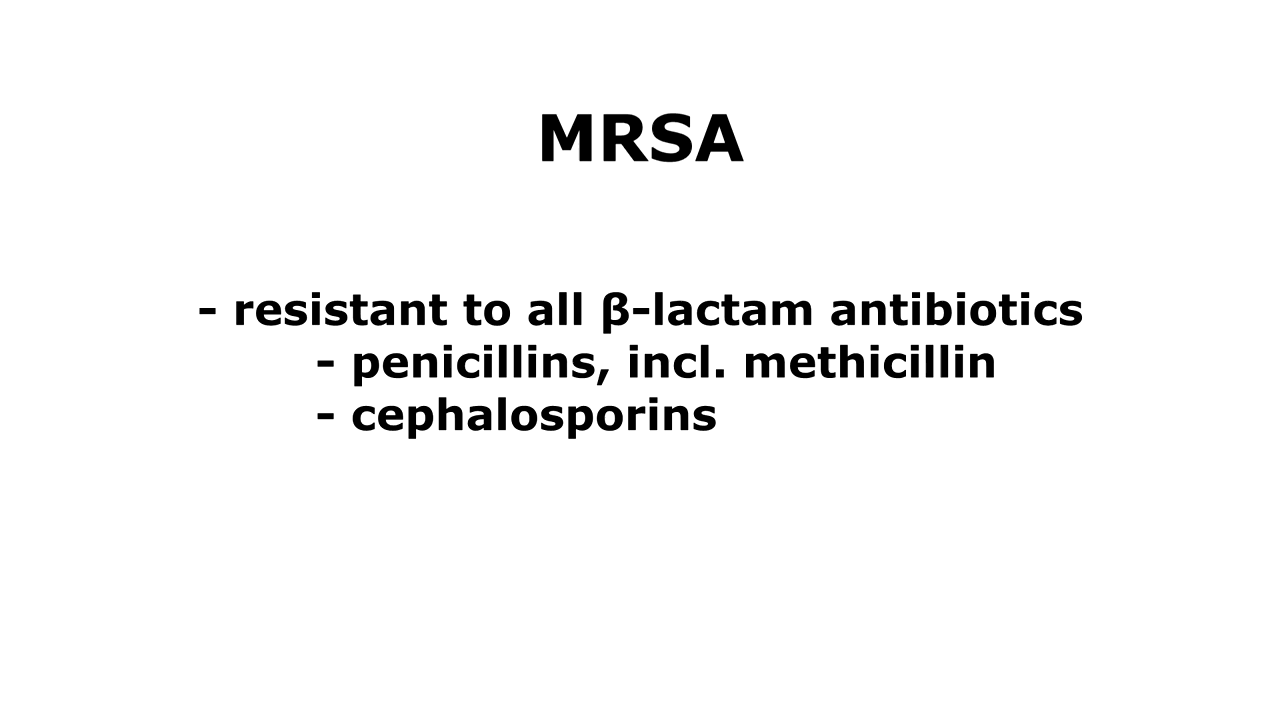 MRSA
- resistant to all β-lactam antibiotics
- penicillins, incl. methicillin
- cephalosporins